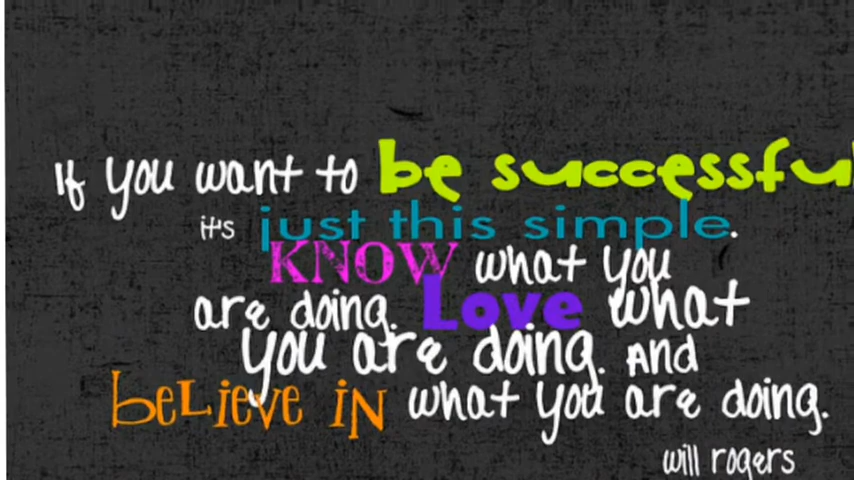 If you want to be successful
it's just this simple.
KNOW what you
are doing. Love what
you are doing. And
beLieve iN what you are doing.
will rogers